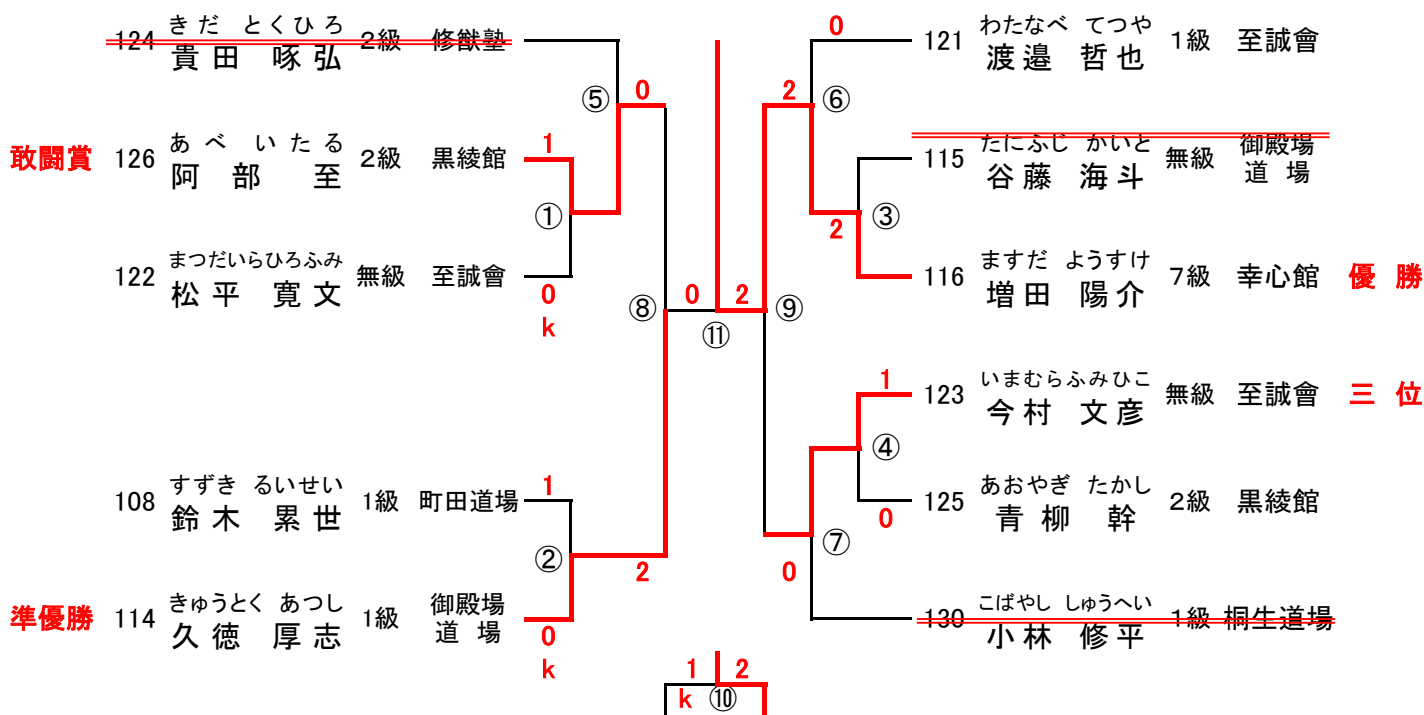 きだ とくひろ
124 貴田 啄弘 2級 修猷塾
⑤ 0
あべ いたる
敢闘賞 126 阿部 至 2級 黒綾館 1
①
まつだいらひろふみ
122 松平 寛文 無級 至誠會
0
k
⑧ 0
すずき るいせい
108 鈴木 累世 1級 町田道場 1
② 2
きゅうとく あつし
準優勝 114 久徳 厚志 1級 御殿場
道場
0
k
⑪
1 2
k ⑩
0
わたなべ てつや
121 渡邉 哲也 1級 至誠會
2 ⑥
たにふじ かいと
115 谷藤 海斗 無級 御殿場
道場
2 ③
ますだ ようすけ
116 増田 陽介 7級 幸心館 優勝
2 ⑨
1
いまむらふみひこ
123 今村 文彦 無級 至誠會 三位
④
あおやぎ たかし
125 青柳 幹 2級 黒綾館
0
⑦
0
こばやし しゅうへい
130 小林 修平 1級 桐生道場